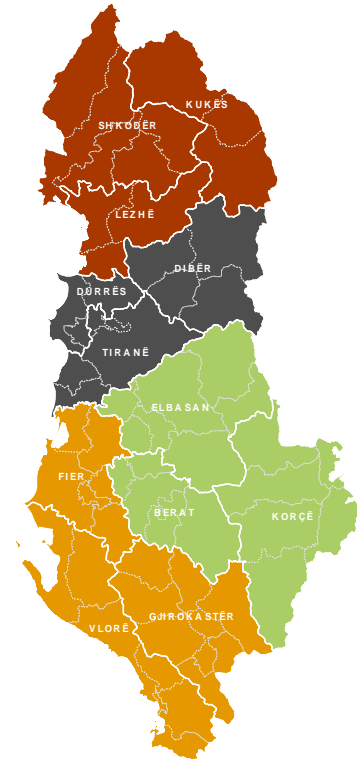 KUKËS
SHKODËR
LEZHË
DIBËR
DURRËS
TIRANË
ELBASAN
FIER
BERAT
KORÇË
GJIROKASTËR
VLORË